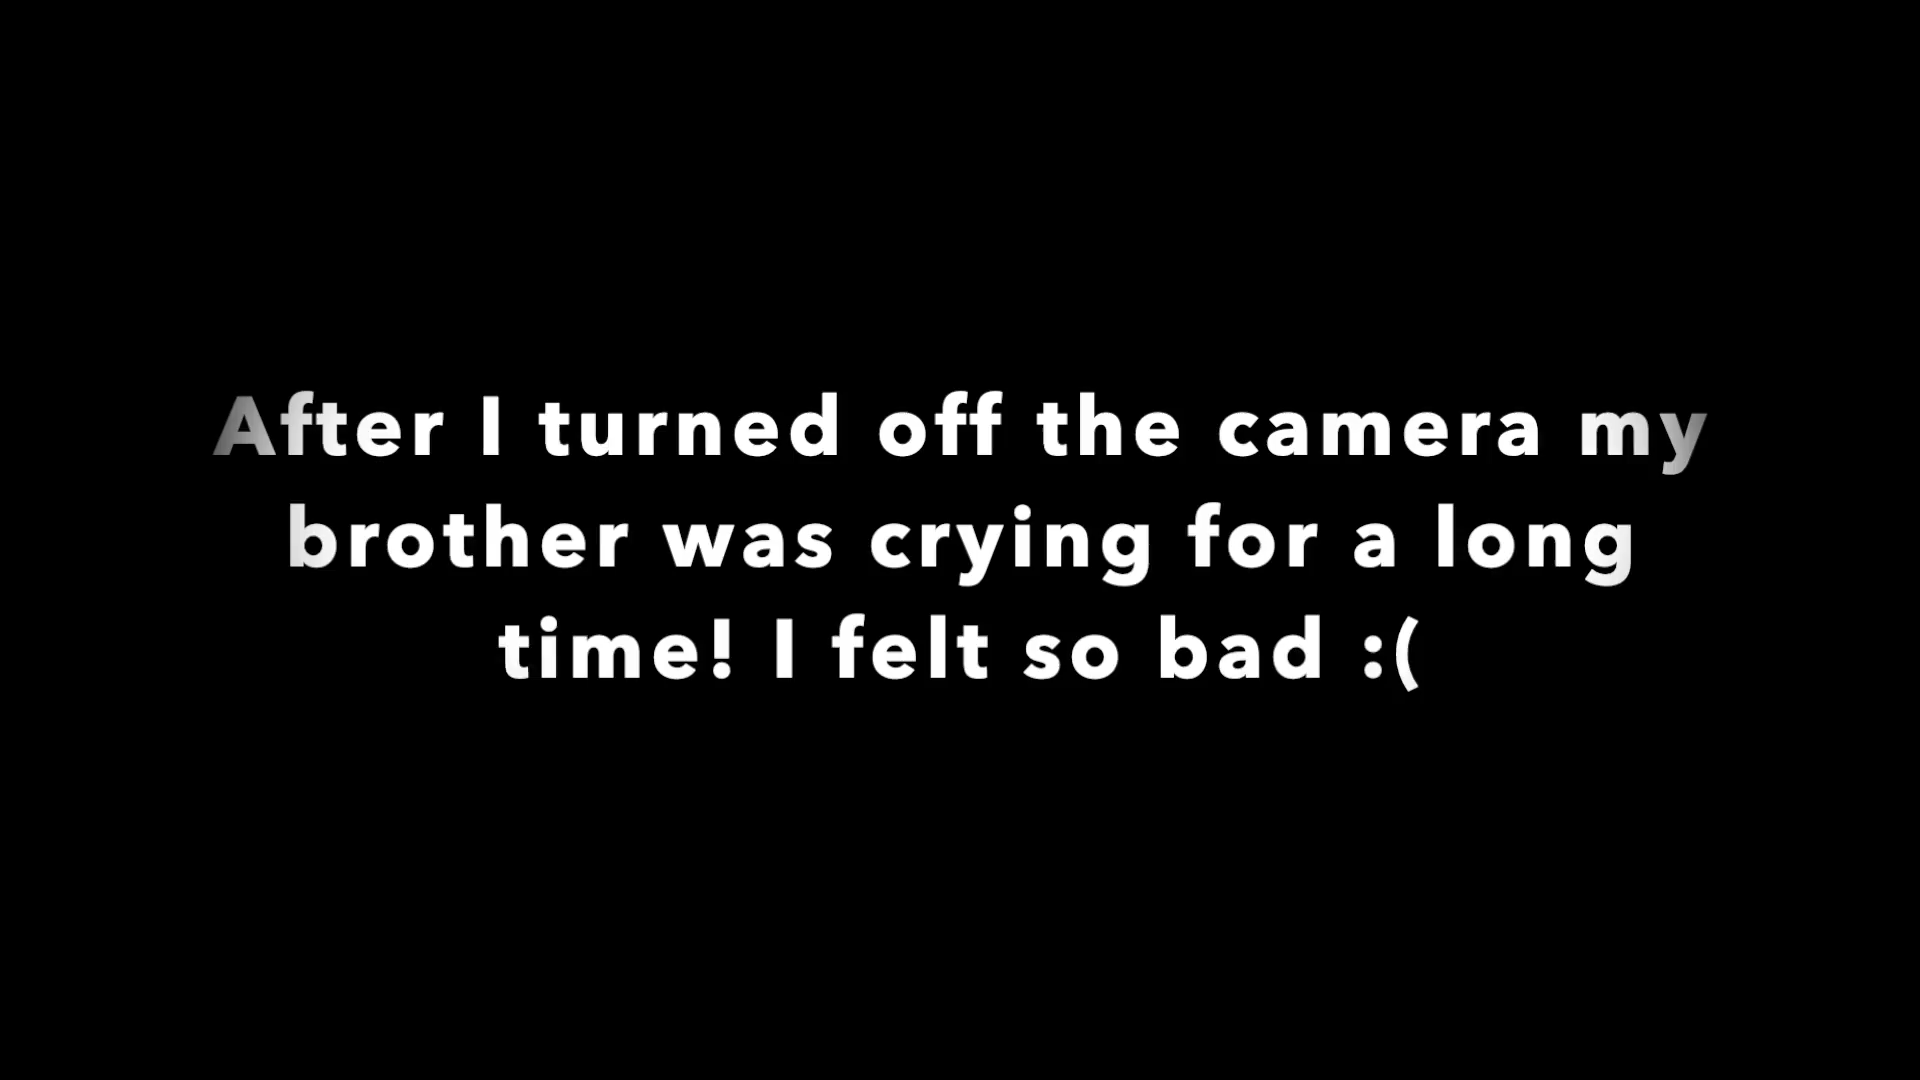 After I turned off the camera my
brother was crying for a long
time! I felt so bad :(